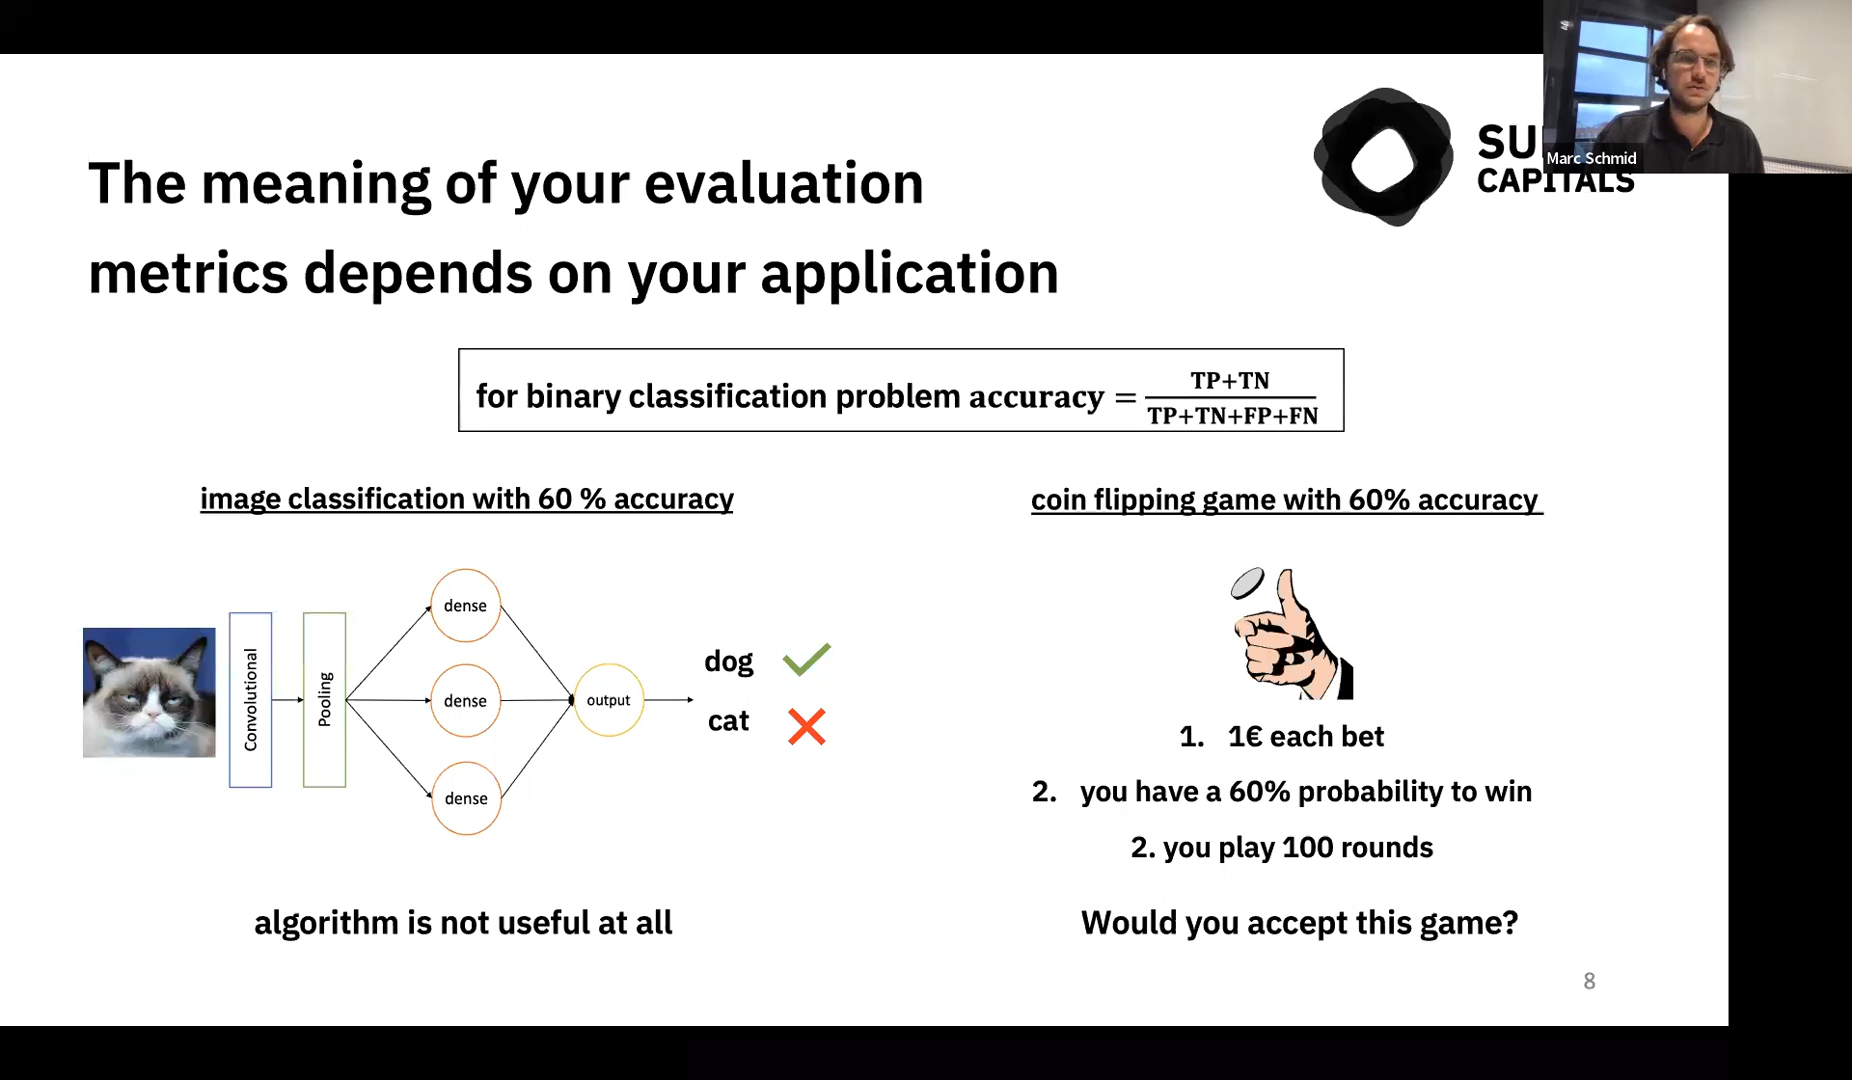 The meaning of your evaluation
metrics depends on your application
SU
CAPITALS
Marc Schmid
for binary classification problem accuracy = TP+TN
TP+TN+FP+FN
image classification with 60 % accuracy
Convolutional
Pooling
dense
dense
dense
output
dog
cat
algorithm is not useful at all
coin flipping game with 60% accuracy
1. 1€ each bet
2. you have a 60% probability to win
2. you play 100 rounds
Would you accept this game?
8